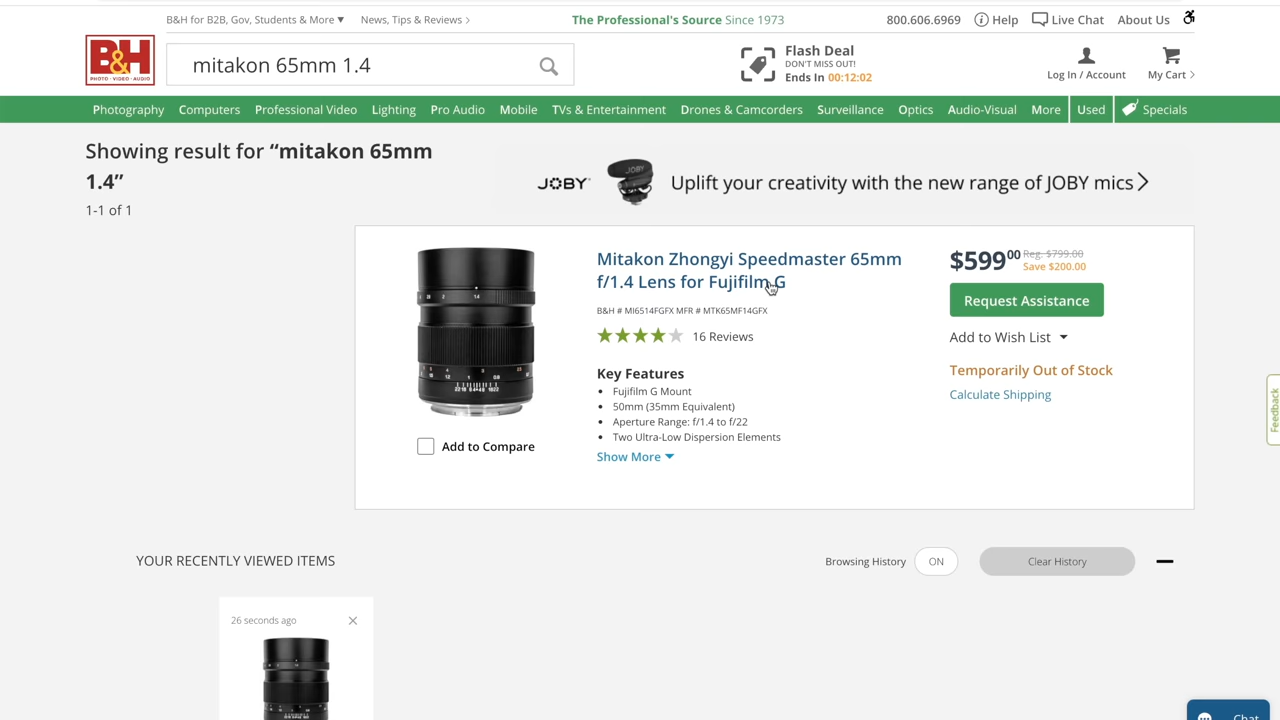 B&H for B2B, Gov, Students & More ▼ News, Tips & Reviews >
The Professional's Source Since 1973
800.606.6969 Help Live Chat About Us
B&H
PHOTO · VIDEO · AUDIO
mitakon 65mm 1.4
Flash Deal
DON'T MISS OUT!
Ends In 00:12:02
Log In / Account
My Cart >
Photography Computers Professional Video Lighting Pro Audio Mobile TVs & Entertainment Drones & Camcorders Surveillance Optics Audio-Visual More Used Specials
Showing result for “mitakon 65mm
1.4”
1-1 of 1
JOBY
JOBY Uplift your creativity with the new range of JOBY mics
Mitakon Zhongyi Speedmaster 65mm
f/1.4 Lens for Fujifilm G
B&H # MI6514FGFX MFR # MTK65MF14GFX
16 Reviews
Key Features
• Fujifilm G Mount
• 50mm (35mm Equivalent)
• Aperture Range: f/1.4 to f/22
• Two Ultra-Low Dispersion Elements
Show More
Add to Compare
$599.00 Reg. $799.00
Save $200.00
Request Assistance
Add to Wish List
Temporarily Out of Stock
Calculate Shipping
Feedback
YOUR RECENTLY VIEWED ITEMS
Browsing History ON Clear History
26 seconds ago
Chat